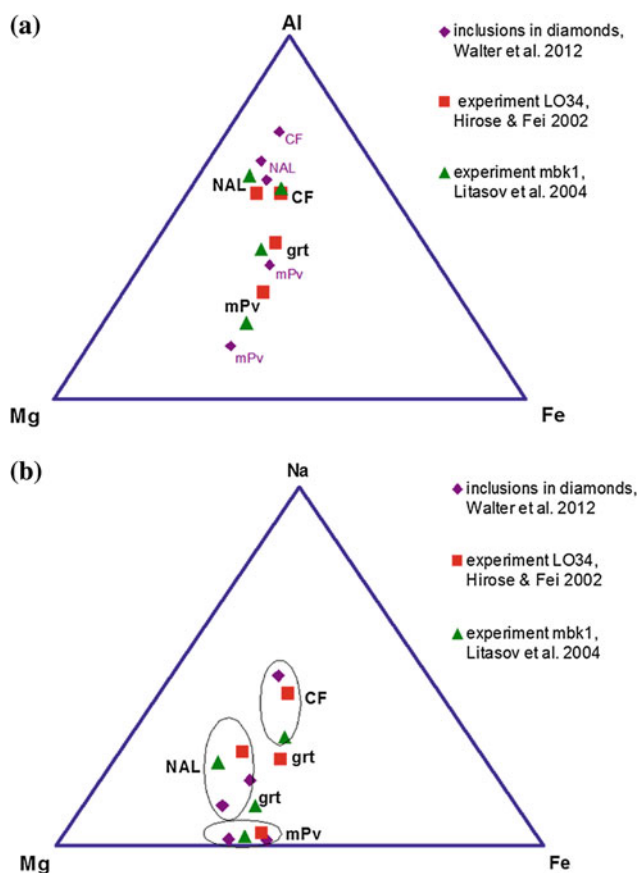 (a)
Al
inclusions in diamonds,
Walter et al. 2012
experiment LO34,
Hirose & Fei 2002
experiment mbk1,
Litasov et al. 2004
CF
NAL
NAL
CF
grt
mPv
mPv
mPv
Mg
Fe
(b)
Na
inclusions in diamonds,
Walter et al. 2012
experiment LO34,
Hirose & Fei 2002
experiment mbk1,
Litasov et al. 2004
CF
grt
NAL
grt
mPv
Mg
Fe